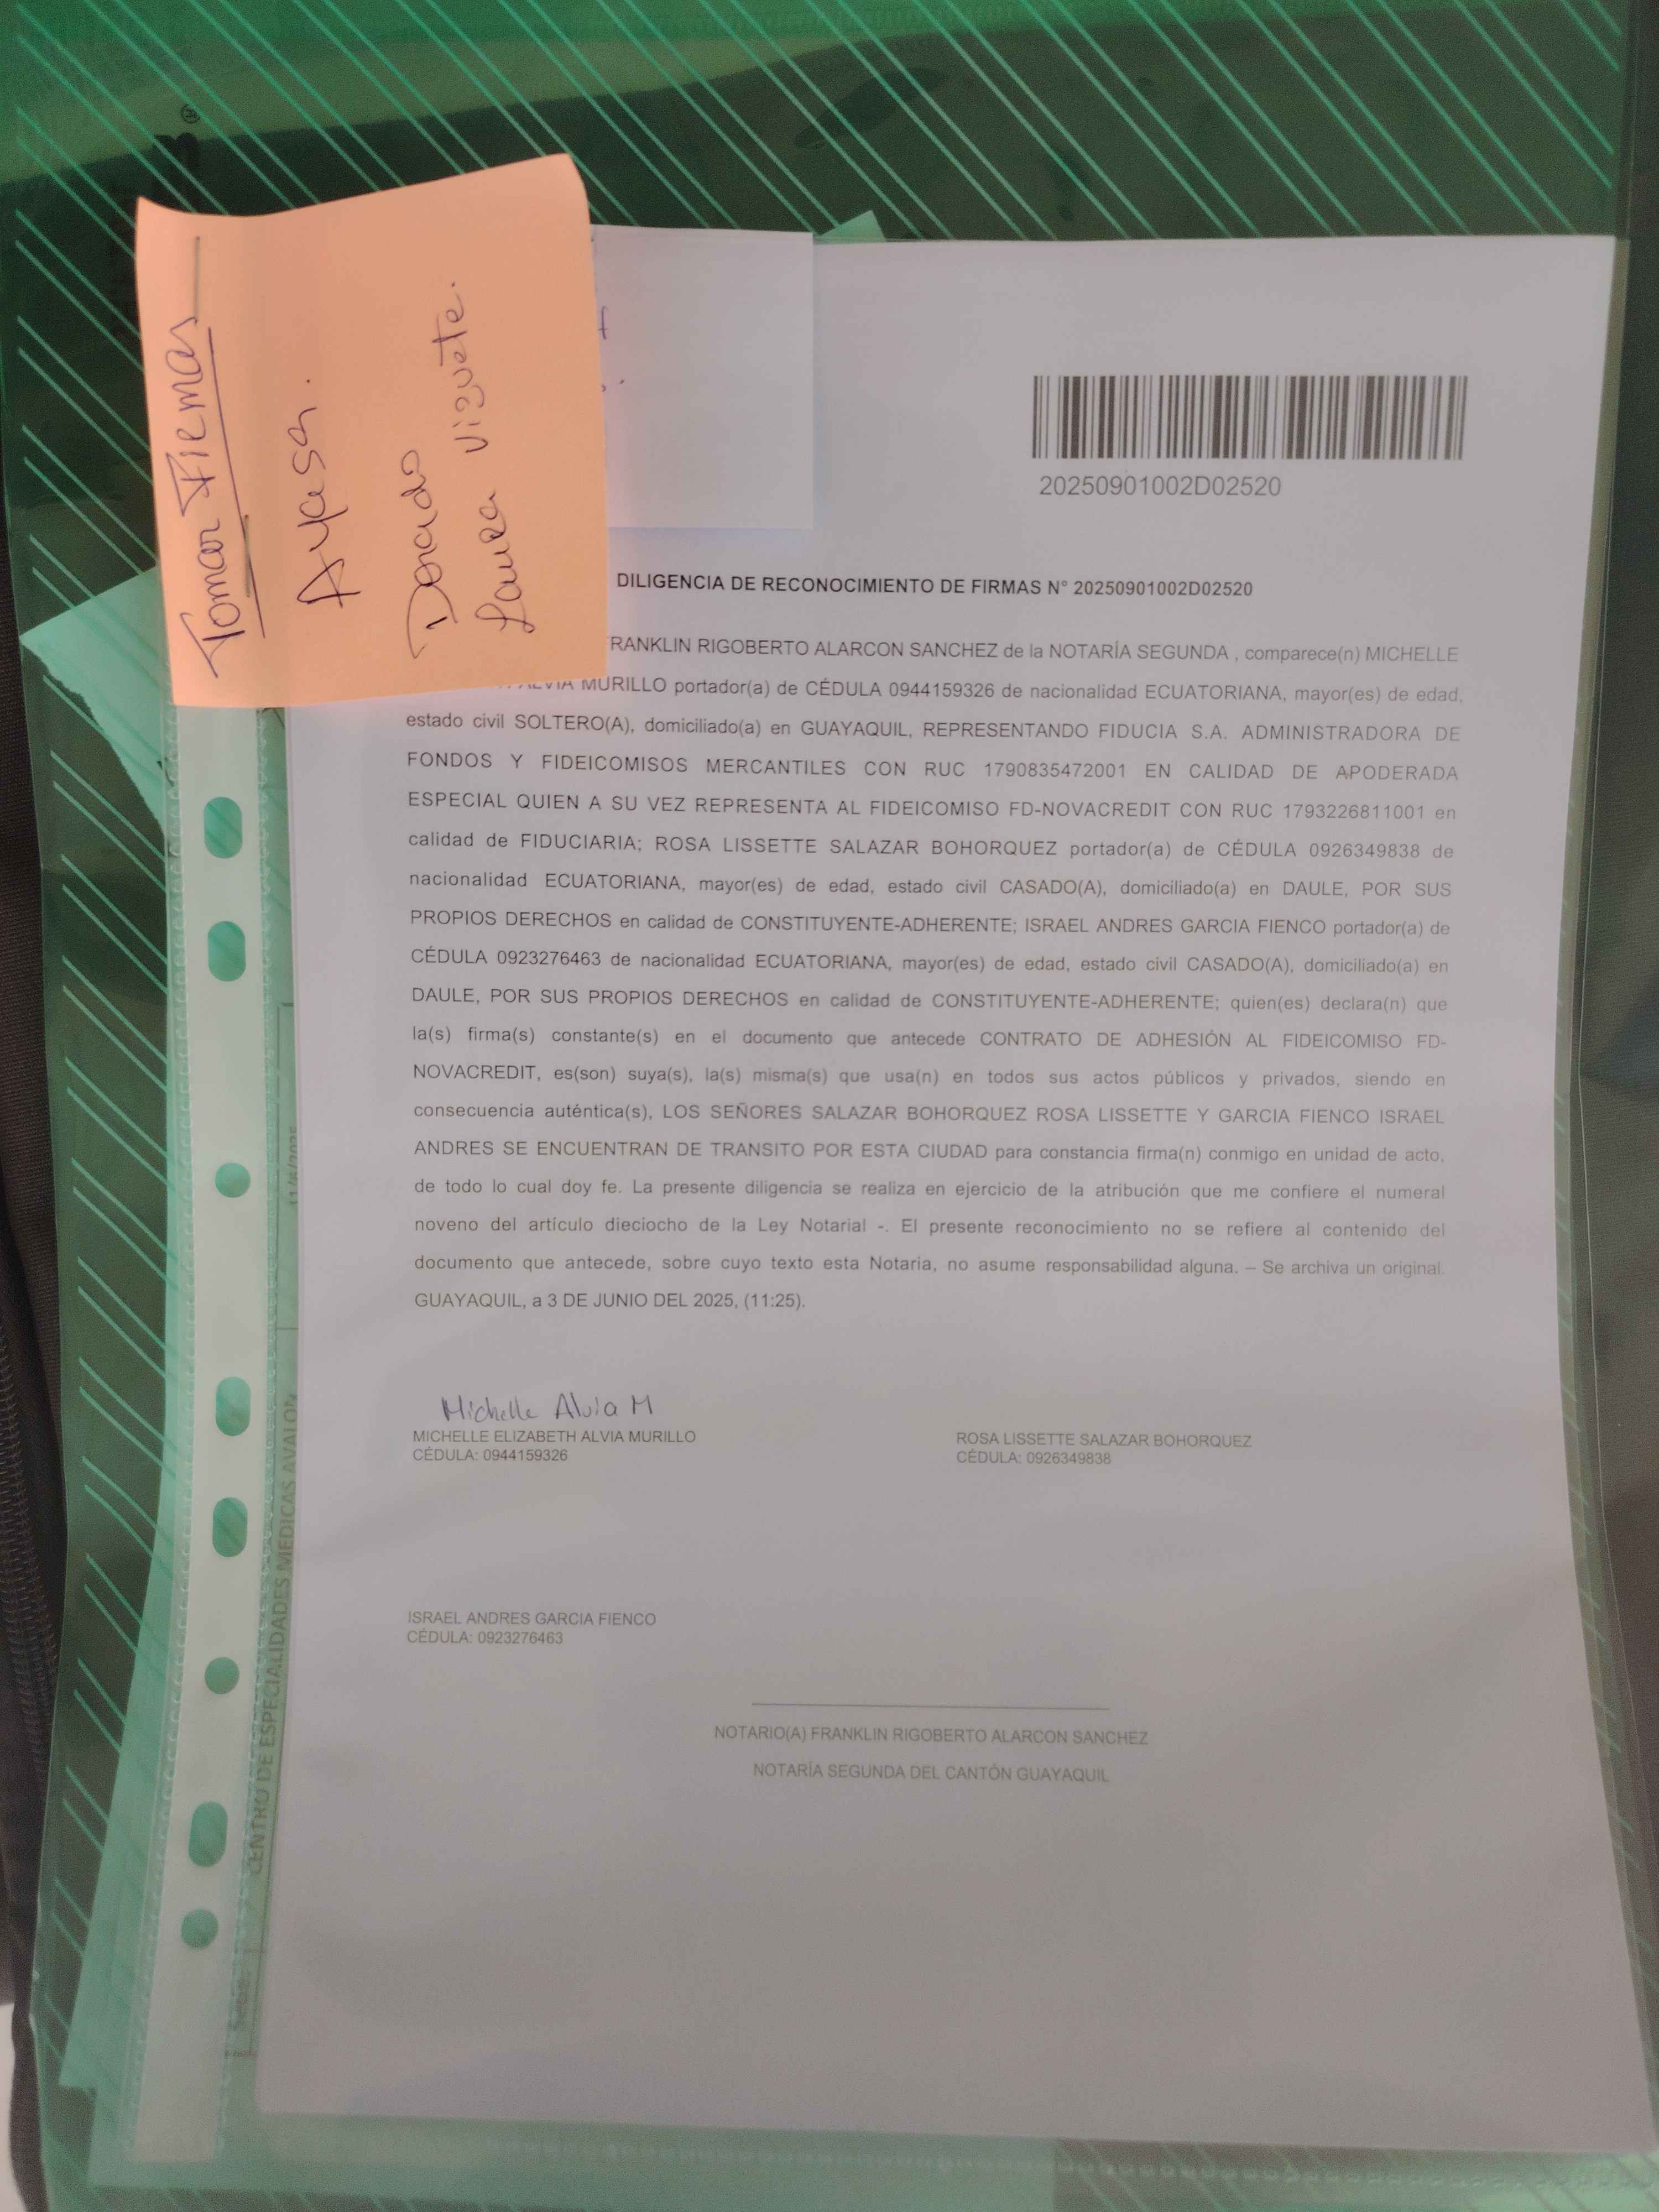 Tomar Firmas
Aycesa.
Dorado
Laura Viguete.
20250901002D02520
DILIGENCIA DE RECONOCIMIENTO DE FIRMAS N° 20250901002D02520
FRANKLIN RIGOBERTO ALARCON SANCHEZ de la NOTARÍA SEGUNDA , comparece(n) MICHELLE
ALVIA MURILLO portador(a) de CÉDULA 0944159326 de nacionalidad ECUATORIANA, mayor(es) de edad,
estado civil SOLTERO(A), domiciliado(a) en GUAYAQUIL, REPRESENTANDO FIDUCIA S.A. ADMINISTRADORA DE
FONDOS Y FIDEICOMISOS MERCANTILES CON RUC 1790835472001 EN CALIDAD DE APODERADA
ESPECIAL QUIEN A SU VEZ REPRESENTA AL FIDEICOMISO FD-NOVACREDIT CON RUC 1793226811001 en
calidad de FIDUCIARIA; ROSA LISSETTE SALAZAR BOHORQUEZ portador(a) de CÉDULA 0926349838 de
nacionalidad ECUATORIANA, mayor(es) de edad, estado civil CASADO(A), domiciliado(a) en DAULE, POR SUS
PROPIOS DERECHOS en calidad de CONSTITUYENTE-ADHERENTE; ISRAEL ANDRES GARCIA FIENCO portador(a) de
CÉDULA 0923276463 de nacionalidad ECUATORIANA, mayor(es) de edad, estado civil CASADO(A), domiciliado(a) en
DAULE, POR SUS PROPIOS DERECHOS en calidad de CONSTITUYENTE-ADHERENTE; quien(es) declara(n) que
la(s) firma(s) constante(s) en el documento que antecede CONTRATO DE ADHESIÓN AL FIDEICOMISO FD-
NOVACREDIT, es(son) suya(s), la(s) misma(s) que usa(n) en todos sus actos públicos y privados, siendo en
consecuencia auténtica(s), LOS SEÑORES SALAZAR BOHORQUEZ ROSA LISSETTE Y GARCIA FIENCO ISRAEL
ANDRES SE ENCUENTRAN DE TRANSITO POR ESTA CIUDAD para constancia firma(n) conmigo en unidad de acto,
de todo lo cual doy fe. La presente diligencia se realiza en ejercicio de la atribución que me confiere el numeral
noveno del artículo dieciocho de la Ley Notarial -. El presente reconocimiento no se refiere al contenido del
documento que antecede, sobre cuyo texto esta Notaria, no asume responsabilidad alguna. – Se archiva un original.
GUAYAQUIL, a 3 DE JUNIO DEL 2025, (11:25).
Michelle Alvia M
MICHELLE ELIZABETH ALVIA MURILLO
CÉDULA: 0944159326
ROSA LISSETTE SALAZAR BOHORQUEZ
CÉDULA: 0926349838
ISRAEL ANDRES GARCIA FIENCO
CÉDULA: 0923276463
NOTARIO(A) FRANKLIN RIGOBERTO ALARCON SANCHEZ
NOTARÍA SEGUNDA DEL CANTÓN GUAYAQUIL
CENTRO DE ESPECIALIDADES MEDICAS AVALON